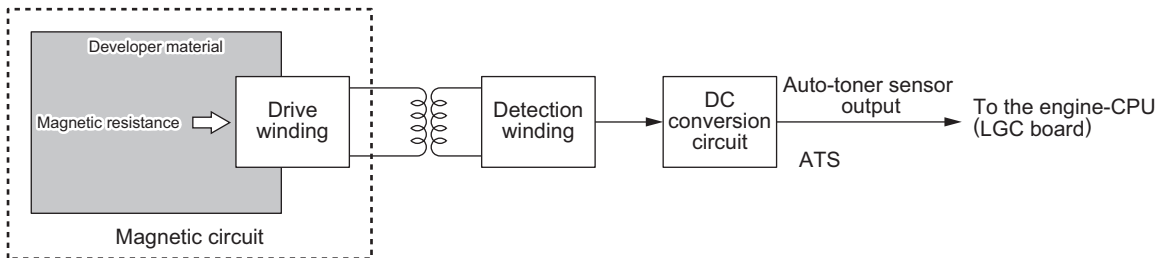 Developer material
Magnetic resistance
Drive
winding
Magnetic circuit
Detection
winding
DC
conversion
circuit
Auto-toner sensor
output
ATS
To the engine-CPU
(LGC board)